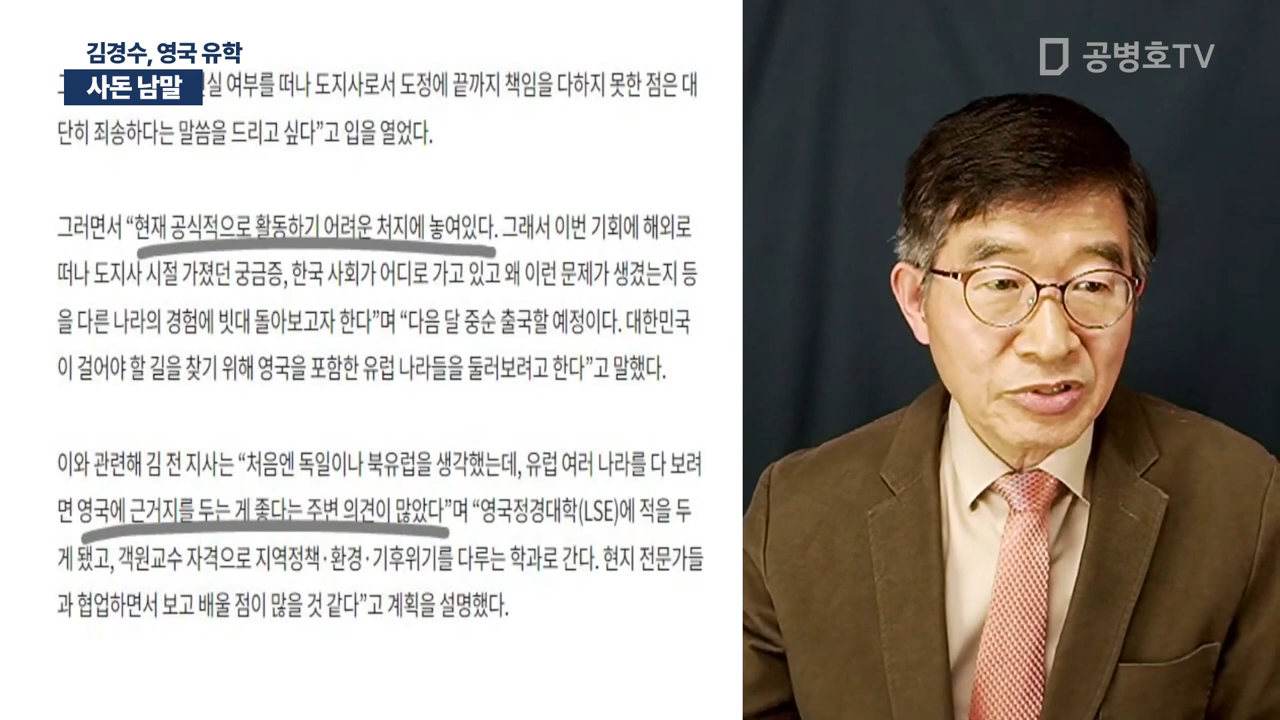 김경수, 영국 유학
사돈 남말
공병호TV
여부를 떠나 도지사로서 도정에 끝까지 책임을 다하지 못한 점은 대
단히 죄송하다는 말씀을 드리고 싶다”고 입을 열었다.
그러면서 “현재 공식적으로 활동하기 어려운 처지에 놓여있다. 그래서 이번 기회에 해외로
떠나 도지사 시절 가졌던 궁금증, 한국 사회가 어디로 가고 있고 왜 이런 문제가 생겼는지 등
을 다른 나라의 경험에 빗대 돌아보고자 한다”며 “다음 달 중순 출국할 예정이다. 대한민국
이 걸어야 할 길을 찾기 위해 영국을 포함한 유럽 나라들을 둘러보려고 한다”고 말했다.
이와 관련해 김 전 지사는 “처음엔 독일이나 북유럽을 생각했는데, 유럽 여러 나라를 다 보려
면 영국에 근거지를 두는 게 좋다는 주변 의견이 많았다”며 “영국정경대학(LSE)에 적을 두
게 됐고, 객원교수 자격으로 지역정책·환경·기후위기를 다루는 학과로 간다. 현지 전문가들
과 협업하면서 보고 배울 점이 많을 것 같다”고 계획을 설명했다.